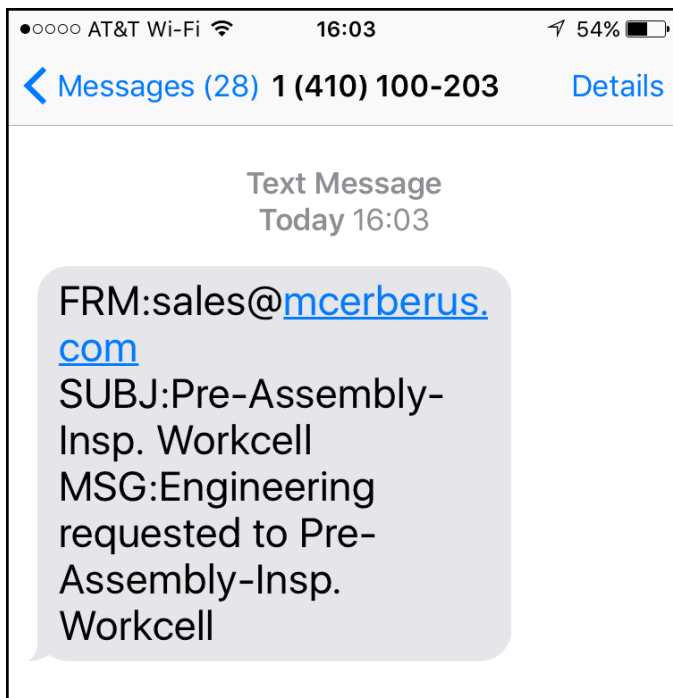 AT&T Wi-Fi 16:03 54%
Messages (28) 1 (410) 100-203 Details
Text Message
Today 16:03
FRM:sales@mcerberus.
com
SUBJ:Pre-Assembly-
Insp. Workcell
MSG:Engineering
requested to Pre-
Assembly-Insp.
Workcell